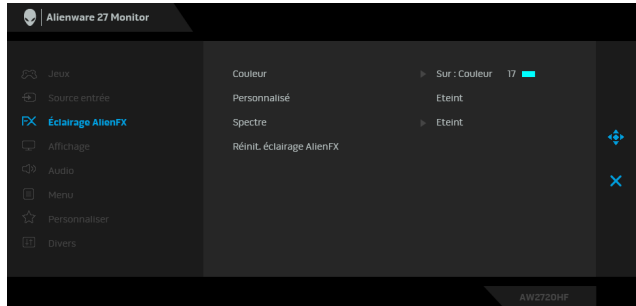 Alienware 27 Monitor
Jeux
Source entrée
FX Éclairage AlienFX
Affichage
Audio
Menu
Personnaliser
Divers
Couleur Sur : Couleur 17
Personnalisé Eteint
Spectre Eteint
Réinit. éclairage AlienFX
AW2720HF